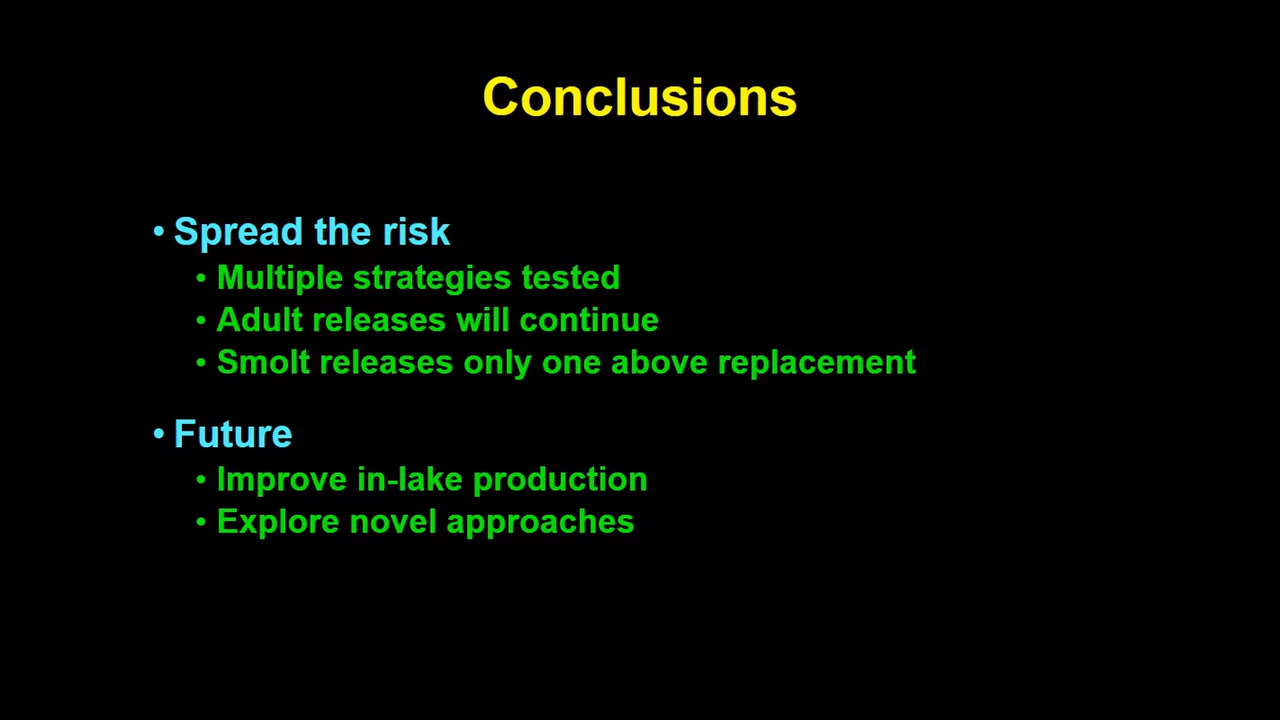 Conclusions
• Spread the risk
• Multiple strategies tested
• Adult releases will continue
• Smolt releases only one above replacement
• Future
• Improve in-lake production
• Explore novel approaches